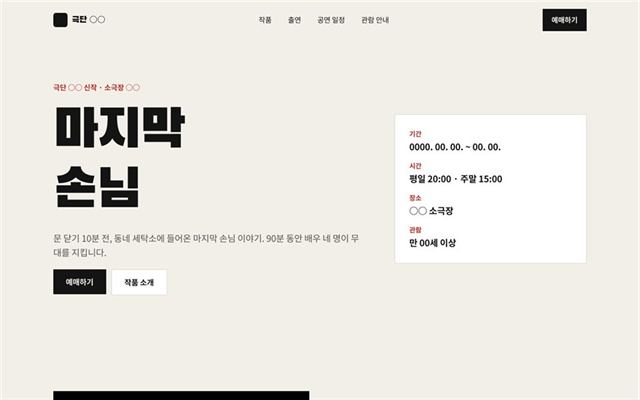 극단 〇〇
작품 출연 공연 일정 관람 안내
예매하기
극단 〇〇 신작 · 소극장 〇〇
마지막
손님
문 닫기 10분 전, 동네 세탁소에 들어온 마지막 손님 이야기. 90분 동안 배우 네 명이 무
대를 지킵니다.
예매하기 작품 소개
기간
0000. 00. 00. ~ 00. 00.
시간
평일 20:00 · 주말 15:00
장소
〇〇 소극장
관람
만 00세 이상